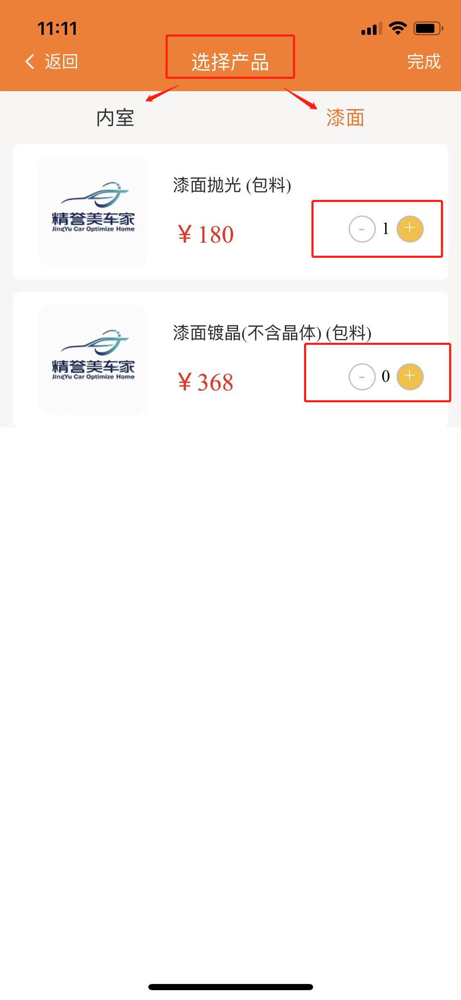 11:11
返回
选择产品
完成
内室
漆面
精誉美车家
JingYu Car Optimize Home
漆面抛光 (包料)
¥ 180
- 1 +
精誉美车家
JingYu Car Optimize Home
漆面镀晶(不含晶体) (包料)
¥ 368
- 0 +